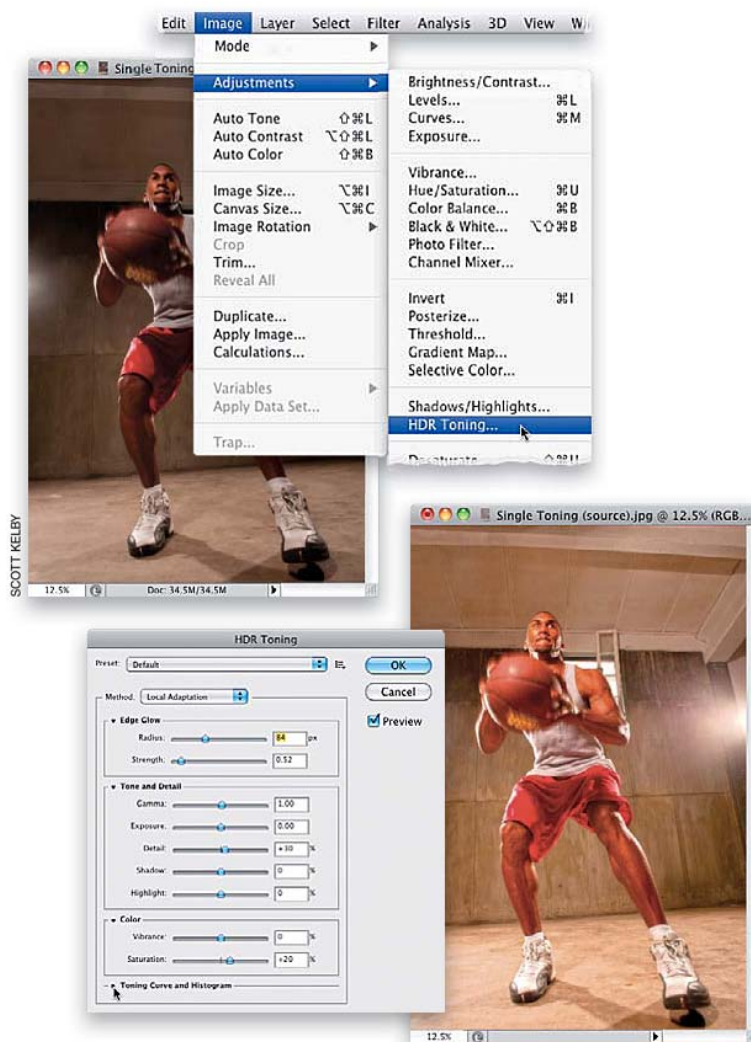 Edit Image Layer Select Filter Analysis 3D View
Single Toning
Mode
Adjustments
Auto Tone ⇧⌘L
Auto Contrast ⌥⇧⌘L
Auto Color ⇧⌘B
Image Size... ⌥⌘I
Canvas Size... ⌥⌘C
Image Rotation
Crop
Trim...
Reveal All
Duplicate...
Apply Image...
Calculations...
Variables
Apply Data Set...
Trap...
Brightness/Contrast...
Levels... ⌘L
Curves... ⌘M
Exposure...
Vibrance...
Hue/Saturation... ⌘U
Color Balance... ⌘B
Black & White... ⌥⇧⌘B
Photo Filter...
Channel Mixer...
Invert ⌘I
Posterize...
Threshold...
Gradient Map...
Selective Color...
Shadows/Highlights...
HDR Toning...
Desaturate ⇧⌘U
SCOTT KELBY
12.5% Doc: 34.5M/34.5M
Single Toning (source).jpg @ 12.5% (RGB...
HDR Toning
Preset: Default
OK
Method: Local Adaptation
Cancel
Preview
Edge Glow
Radius: 84 px
Strength: 0.52
Tone and Detail
Gamma: 1.00
Exposure: 0.00
Detail: +30 %
Shadow: 0 %
Highlight: 0 %
Color
Vibrance: 0 %
Saturation: +20 %
Toning Curve and Histogram
12.5%